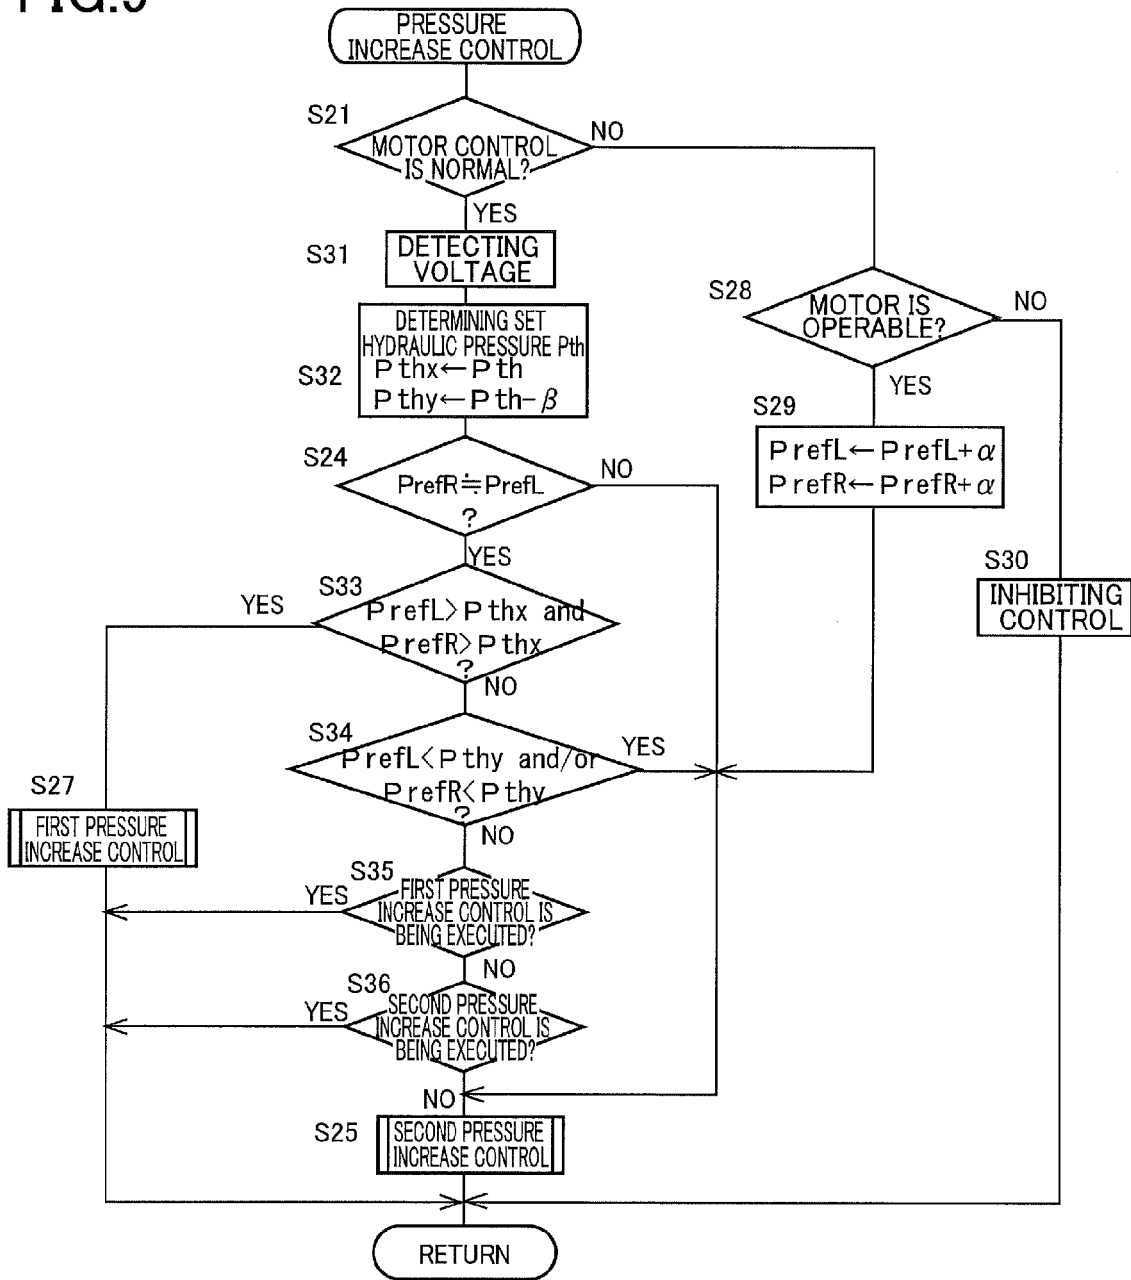 FIG.9
PRESSURE
INCREASE CONTROL
S21
MOTOR CONTROL
IS NORMAL?
NO
YES
S31
DETECTING
VOLTAGE
S28
MOTOR IS
OPERABLE?
NO
YES
S32
DETERMINING SET
HYDRAULIC PRESSURE Pth
Pthx←Pth
Pthy←Pth-β
S29
PrefL←PrefL+α
PrefR←PrefR+α
S24
PrefR≒PrefL
?
NO
YES
S30
INHIBITING
CONTROL
S33
PrefL>Pthx and
PrefR>Pthx
?
YES
NO
S34
PrefL<Pthy and/or
PrefR<Pthy
?
YES
NO
S27
FIRST PRESSURE
INCREASE CONTROL
S35
FIRST PRESSURE
INCREASE CONTROL IS
BEING EXECUTED?
YES
NO
S36
SECOND PRESSURE
INCREASE CONTROL IS
BEING EXECUTED?
YES
NO
S25
SECOND PRESSURE
INCREASE CONTROL
RETURN